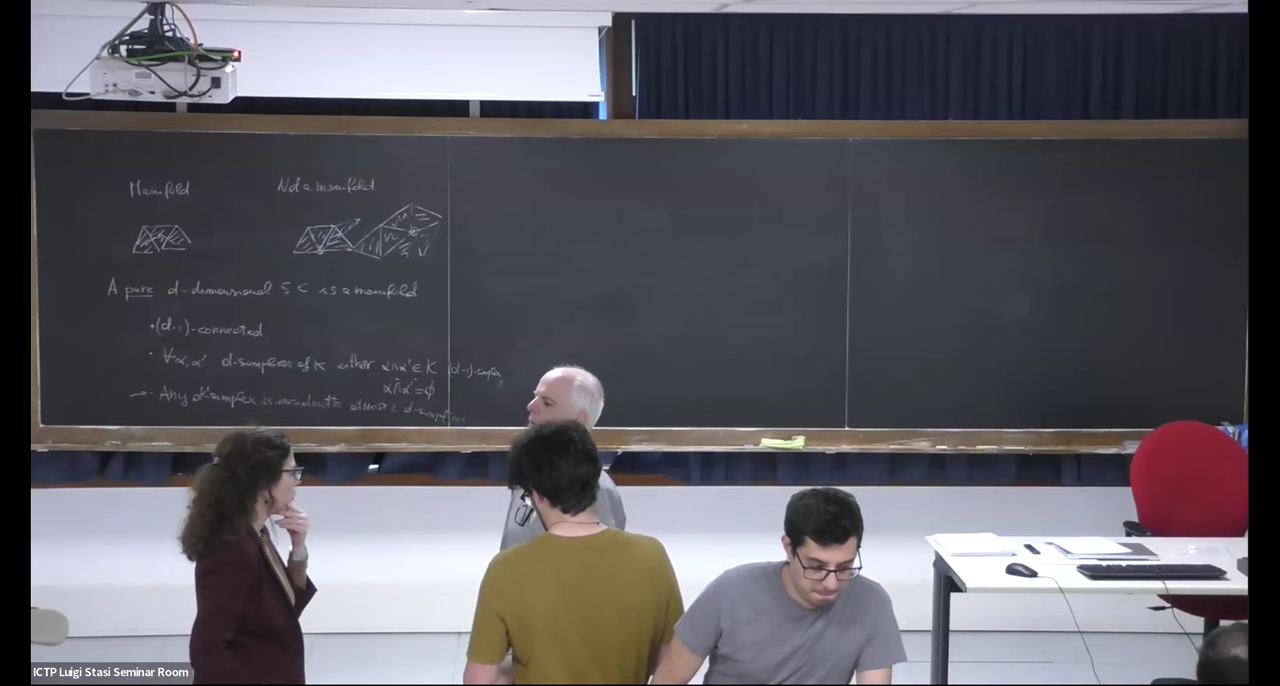 Manifold
Not a manifold
A pure d-dimensional SC is a manifold
• (d-1)-connected
• ∀ α, α' d-simplices of K either α∩α' ∈ K (d-1)-simplex
α∩α' = ∅
→ • Any simplex is incident to at most 2
ICTP Luigi Stasi Seminar Room